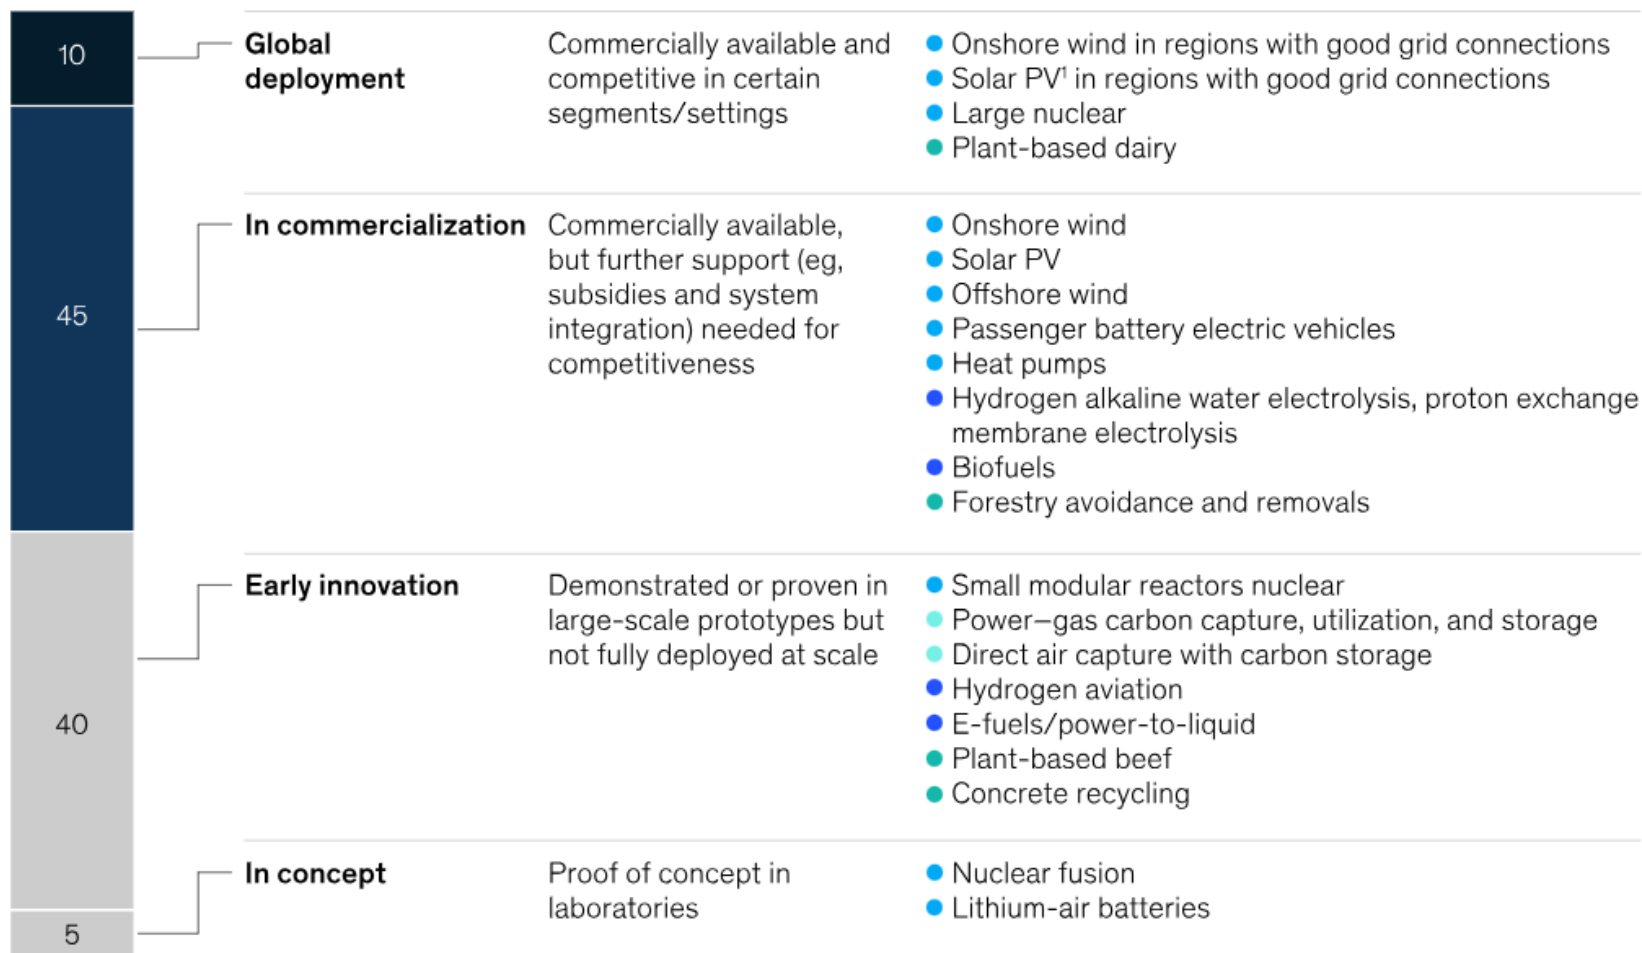 10
Global
deployment
Commercially available and
competitive in certain
segments/settings
Onshore wind in regions with good grid connections
Solar PV¹ in regions with good grid connections
Large nuclear
Plant-based dairy
45
In commercialization
Commercially available,
but further support (eg,
subsidies and system
integration) needed for
competitiveness
Onshore wind
Solar PV
Offshore wind
Passenger battery electric vehicles
Heat pumps
Hydrogen alkaline water electrolysis, proton exchange
membrane electrolysis
Biofuels
Forestry avoidance and removals
40
Early innovation
Demonstrated or proven in
large-scale prototypes but
not fully deployed at scale
Small modular reactors nuclear
Power–gas carbon capture, utilization, and storage
Direct air capture with carbon storage
Hydrogen aviation
E-fuels/power-to-liquid
Plant-based beef
Concrete recycling
5
In concept
Proof of concept in
laboratories
Nuclear fusion
Lithium-air batteries